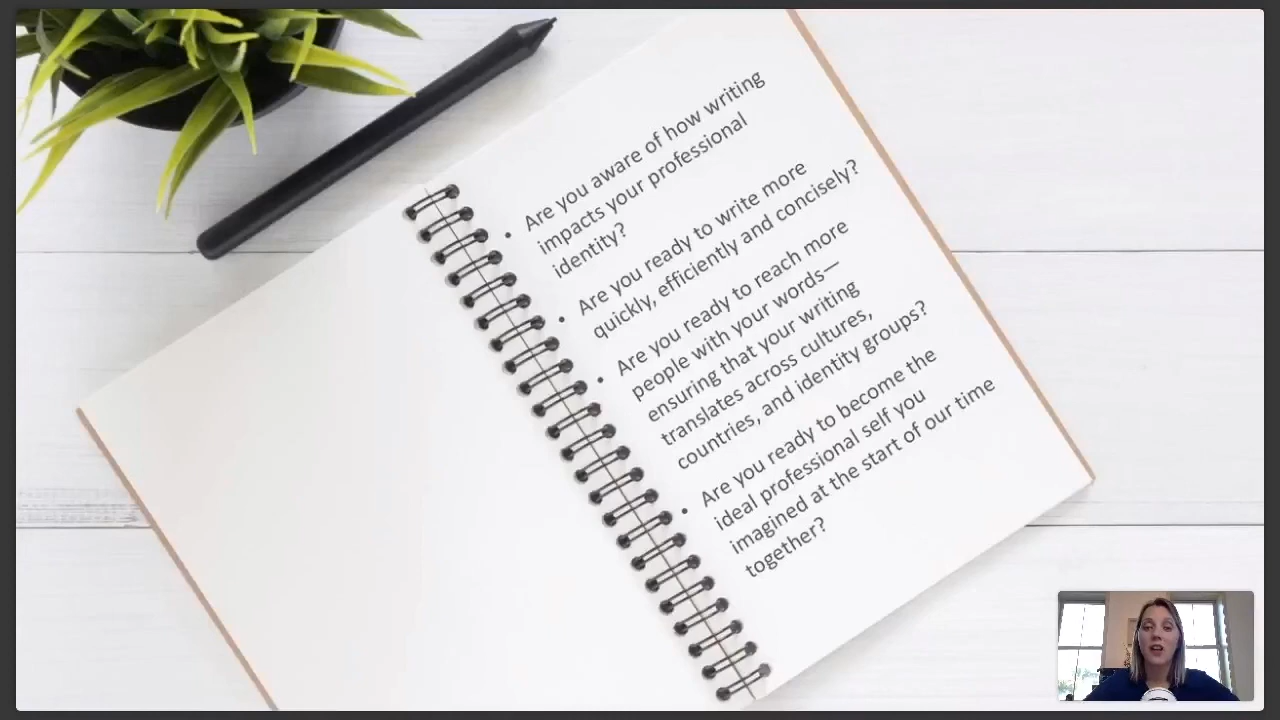 • Are you aware of how writing
impacts your professional
identity?
• Are you ready to write more
quickly, efficiently and concisely?
• Are you ready to reach more
people with your words—
ensuring that your writing
translates across cultures,
countries, and identity groups?
• Are you ready to become the
ideal professional self you
imagined at the start of our time
together?